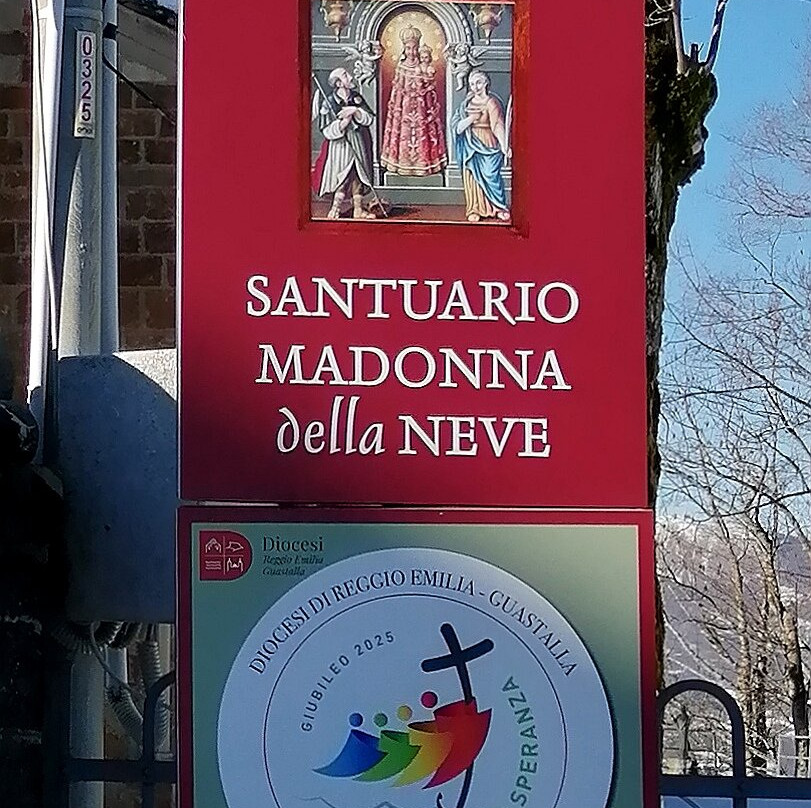 0325
SANTUARIO
MADONNA
della NEVE
Diocesi
Reggio Emilia
Guastalla
DIOCESI DI REGGIO EMILIA - GUASTALLA
GIUBILEO 2025
SPERANZA